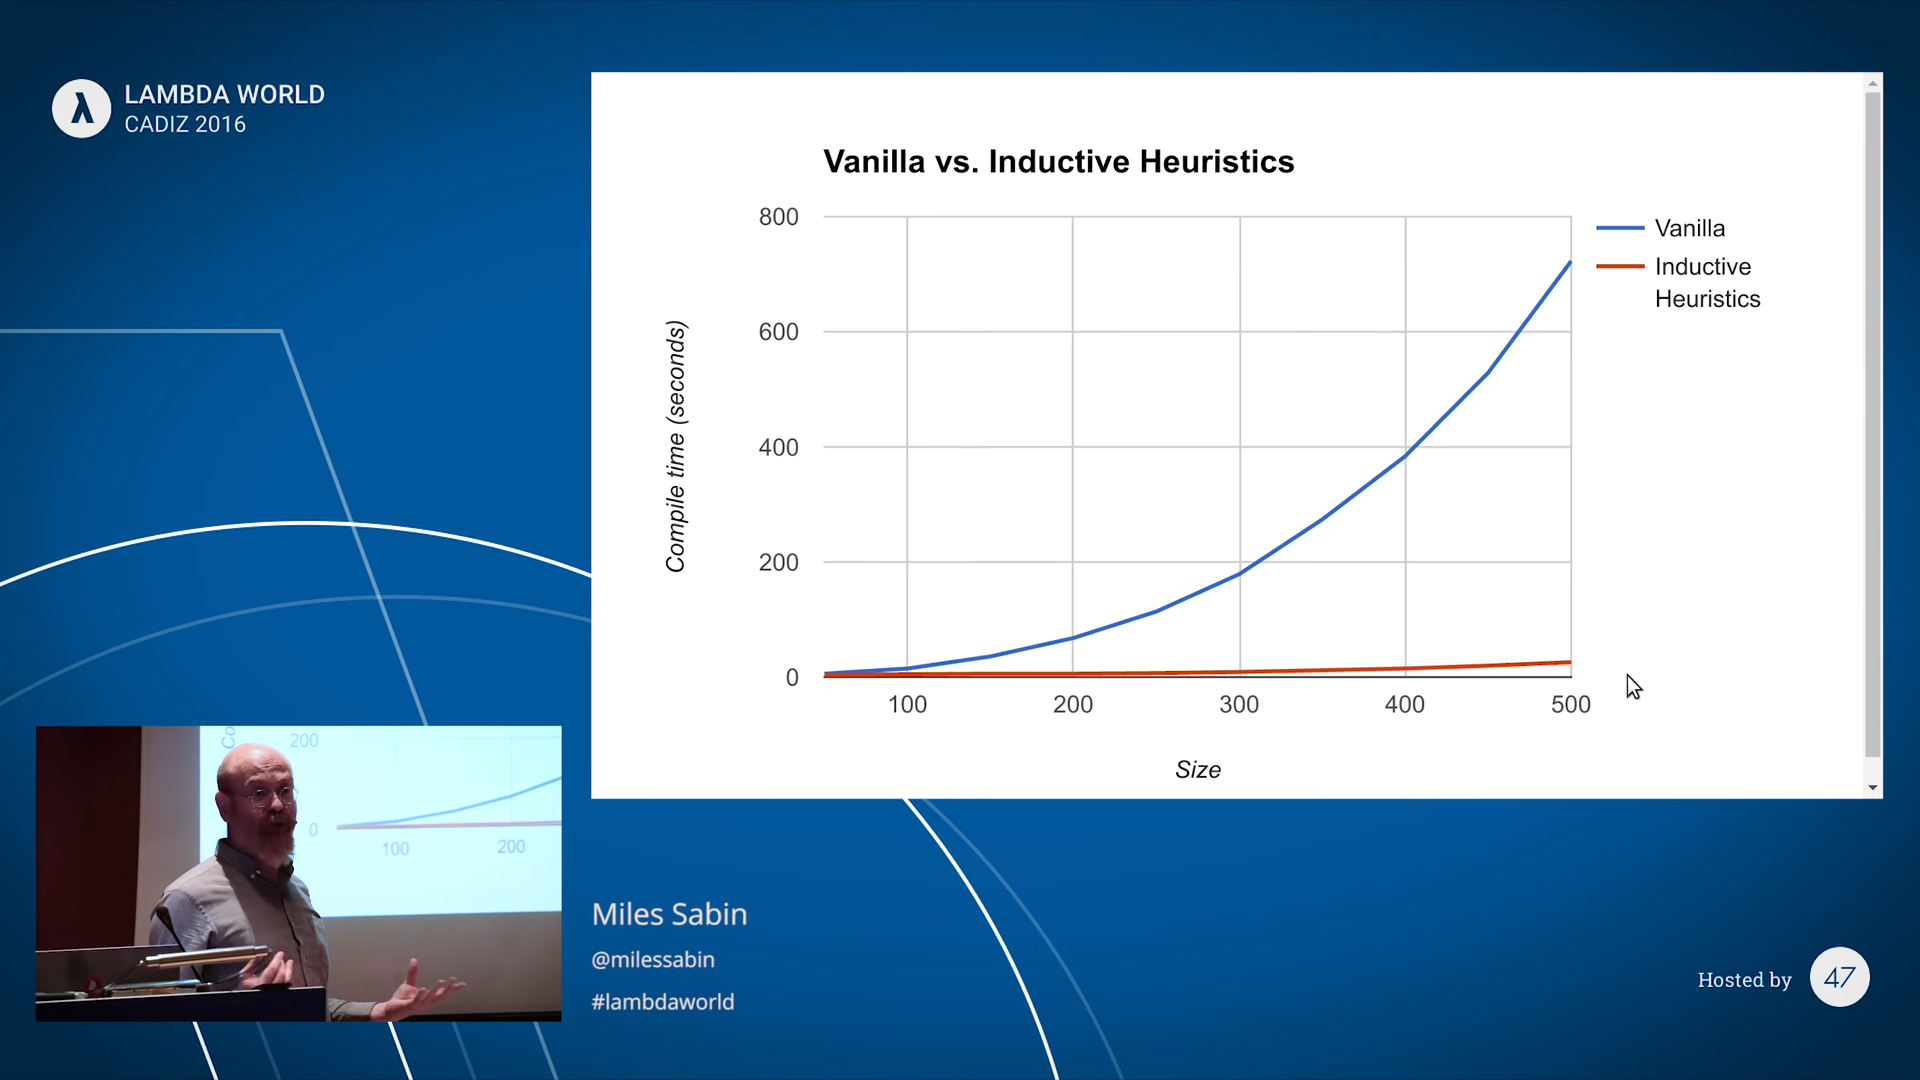 LAMBDA WORLD
CADIZ 2016
Vanilla vs. Inductive Heuristics
800
600
400
200
0
Compile time (seconds)
100
200
300
400
500
Size
Vanilla
Inductive
Heuristics
Co
200
0
100
200
Miles Sabin
@milessabin
#lambdaworld
Hosted by
47